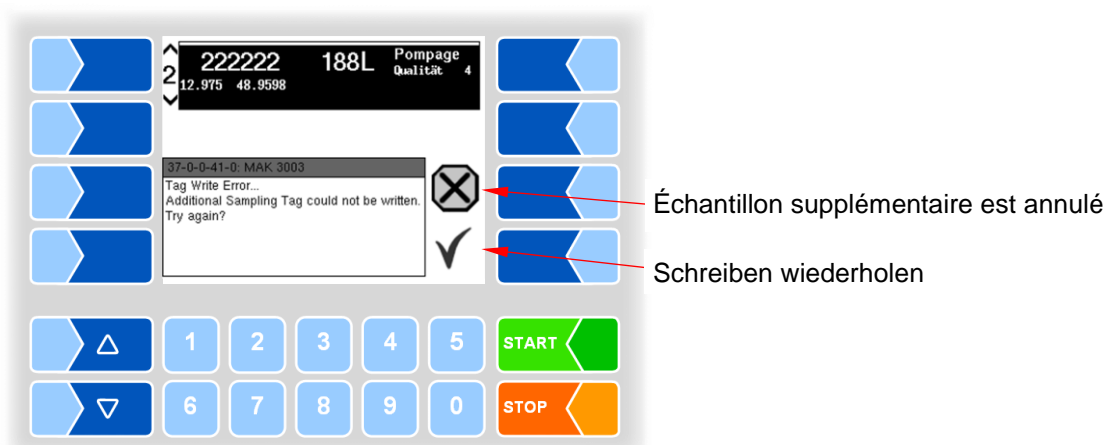 222222 188L Pompage
2 Qualität 4
12.975 48.9598
37-0-0-41-0: MAK 3003
Tag Write Error...
Additional Sampling Tag could not be written.
Try again?
Échantillon supplémentaire est annulé
Schreiben wiederholen
1 2 3 4 5 START
6 7 8 9 0 STOP